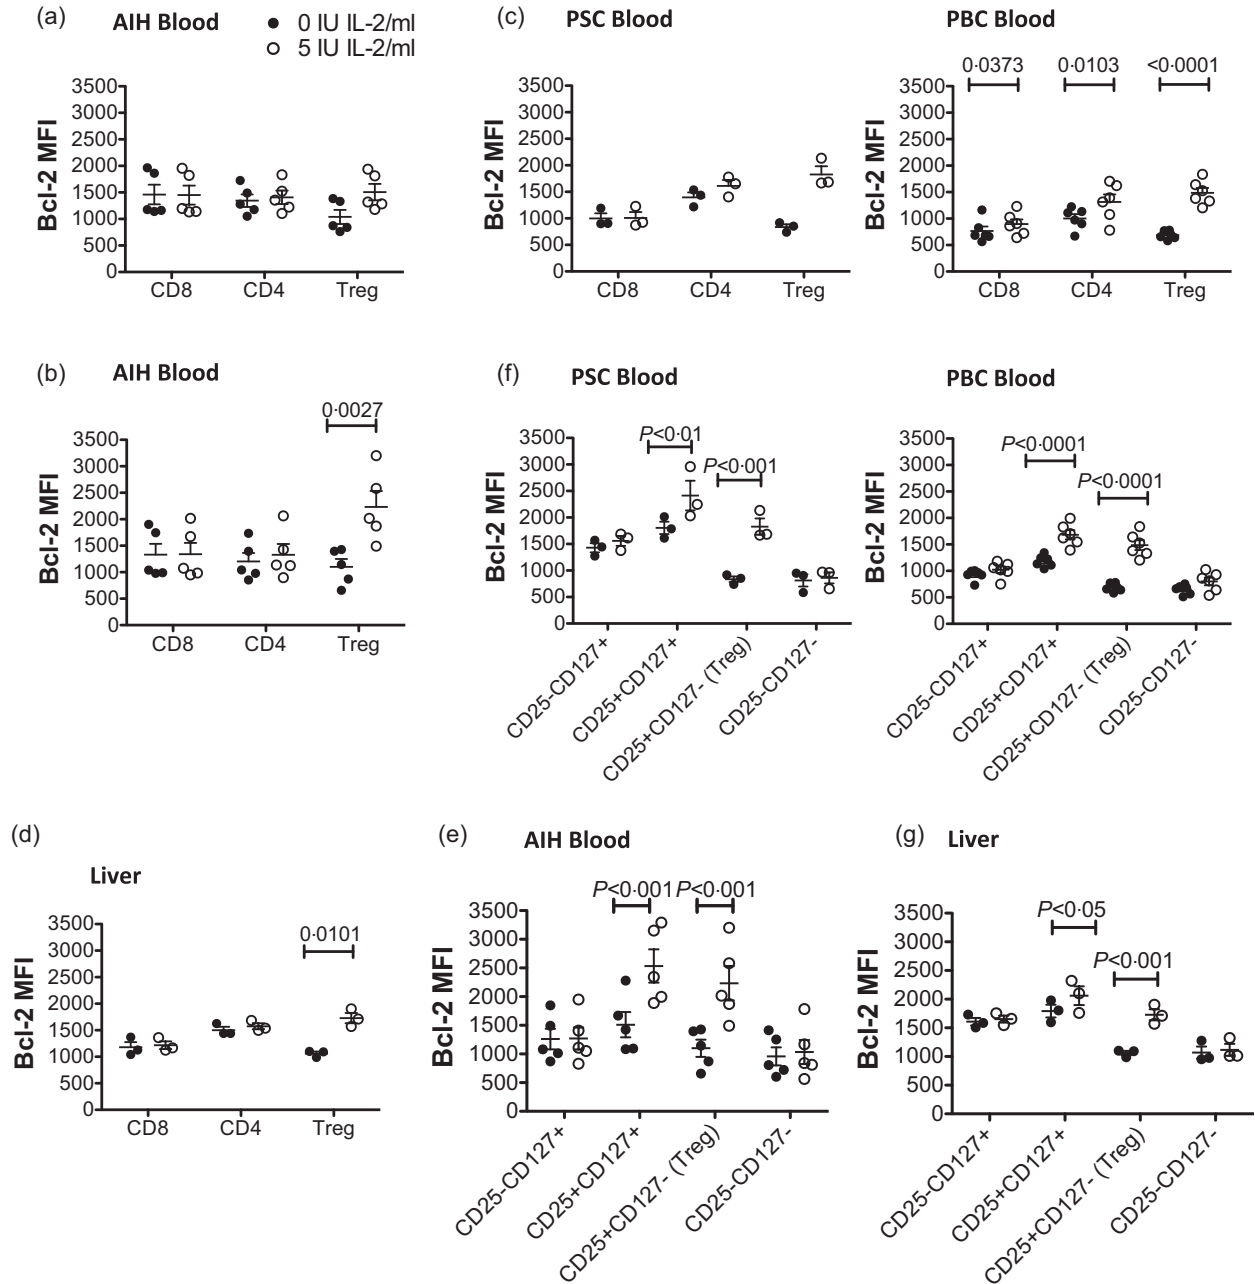 (a)
AIH Blood
0 IU IL-2/ml
5 IU IL-2/ml
Bcl-2 MFI
3500
3000
2500
2000
1500
1000
500
0
CD8
CD4
Treg
(c)
PSC Blood
Bcl-2 MFI
3500
3000
2500
2000
1500
1000
500
0
CD8
CD4
Treg
PBC Blood
0·0373
0·0103
<0·0001
Bcl-2 MFI
3500
3000
2500
2000
1500
1000
500
0
CD8
CD4
Treg
(b)
AIH Blood
0·0027
Bcl-2 MFI
3500
3000
2500
2000
1500
1000
500
0
CD8
CD4
Treg
(f)
PSC Blood
P<0·01
P<0·001
Bcl-2 MFI
3500
3000
2500
2000
1500
1000
500
0
CD25-CD127+
CD25+CD127+
CD25+CD127- (Treg)
CD25-CD127-
PBC Blood
P<0·0001
P<0·0001
Bcl-2 MFI
3500
3000
2500
2000
1500
1000
500
0
CD25-CD127+
CD25+CD127+
CD25+CD127- (Treg)
CD25-CD127-
(d)
Liver
0·0101
Bcl-2 MFI
3500
3000
2500
2000
1500
1000
500
0
CD8
CD4
Treg
(e)
AIH Blood
P<0·001
P<0·001
Bcl-2 MFI
3500
3000
2500
2000
1500
1000
500
0
CD25-CD127+
CD25+CD127+
CD25+CD127- (Treg)
CD25-CD127-
(g)
Liver
P<0·05
P<0·001
Bcl-2 MFI
3500
3000
2500
2000
1500
1000
500
0
CD25-CD127+
CD25+CD127+
CD25+CD127- (Treg)
CD25-CD127-